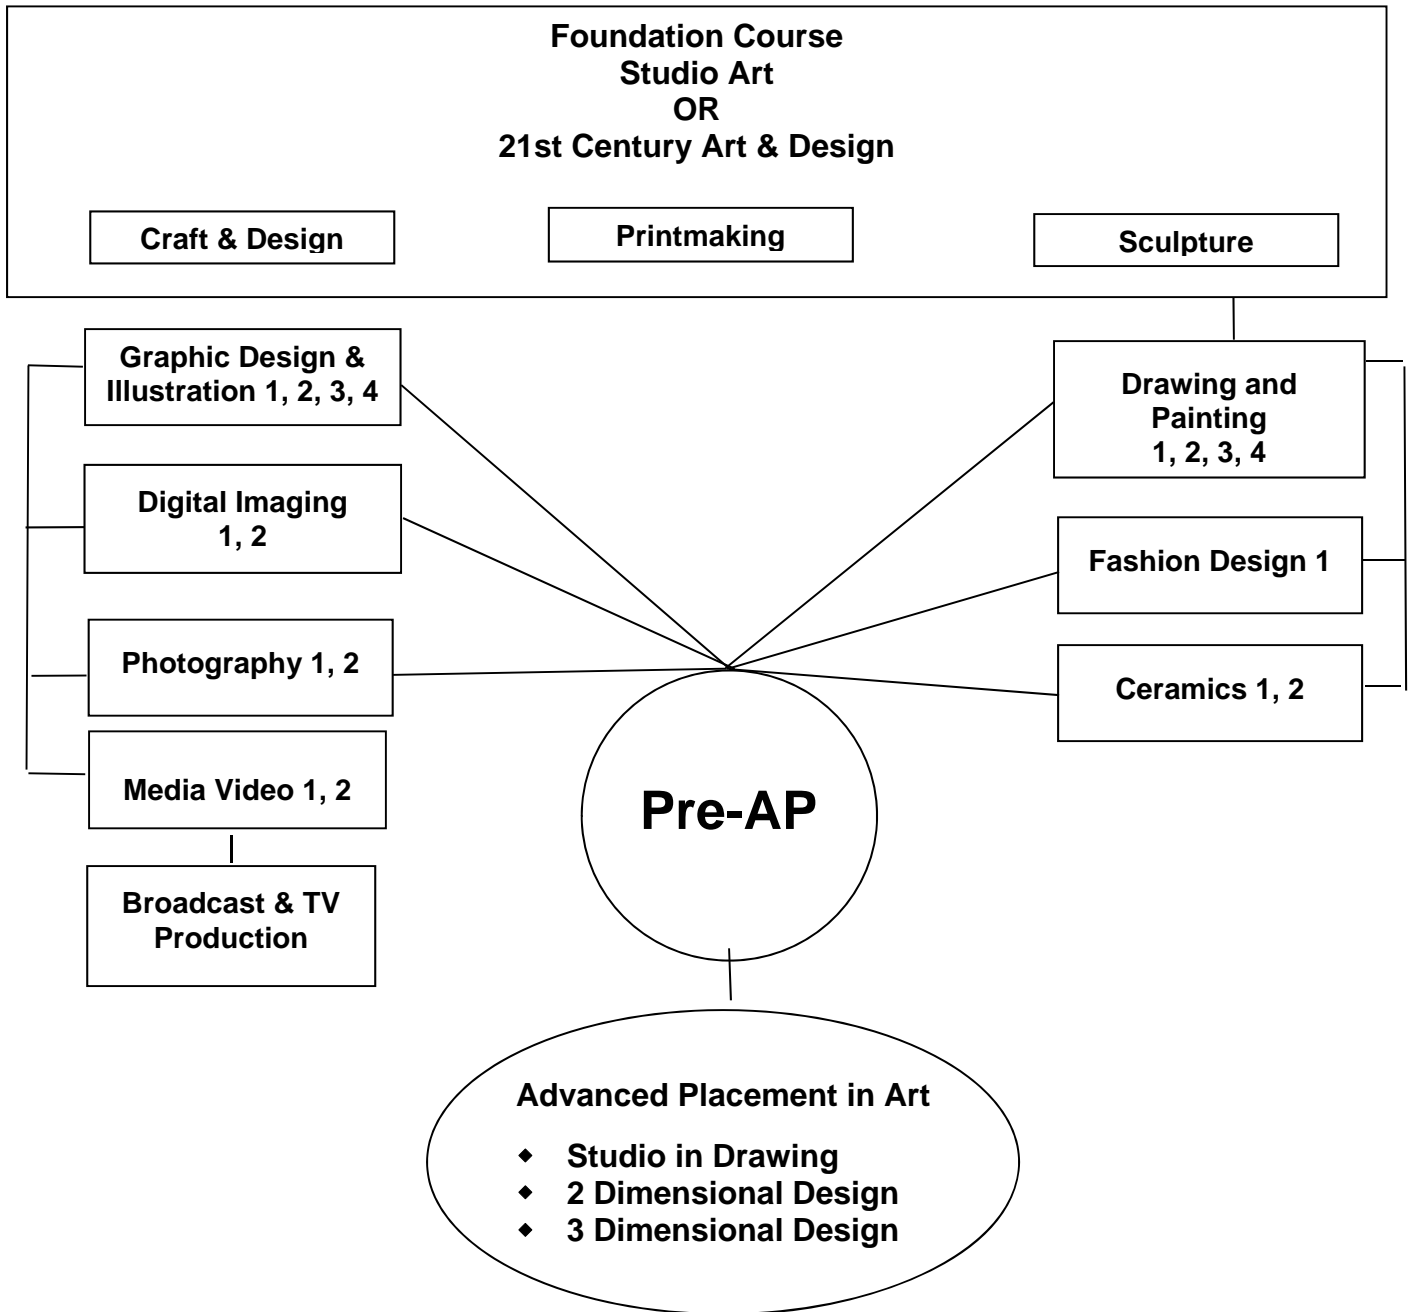 Foundation Course
Studio Art
OR
21st Century Art & Design
Craft & Design
Printmaking
Sculpture
Graphic Design &
Illustration 1, 2, 3, 4
Digital Imaging
1, 2
Photography 1, 2
Media Video 1, 2
Broadcast & TV
Production
Drawing and
Painting
1, 2, 3, 4
Fashion Design 1
Ceramics 1, 2
Pre-AP
Advanced Placement in Art
◆ Studio in Drawing
◆ 2 Dimensional Design
◆ 3 Dimensional Design